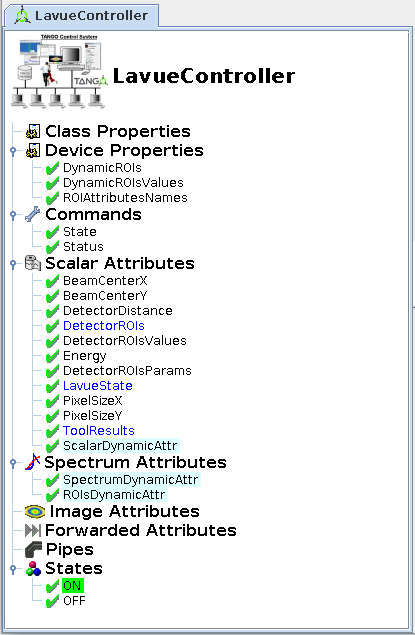 LavueController
TANGO Control System
TANGO
LavueController
Class Properties
Device Properties
DynamicROIs
DynamicROIsValues
ROIAttributesNames
Commands
State
Status
Scalar Attributes
BeamCenterX
BeamCenterY
DetectorDistance
DetectorROIs
DetectorROIsValues
Energy
DetectorROIsParams
LavueState
PixelSizeX
PixelSizeY
ToolResults
ScalarDynamicAttr
Spectrum Attributes
SpectrumDynamicAttr
ROIsDynamicAttr
Image Attributes
Forwarded Attributes
Pipes
States
ON
OFF